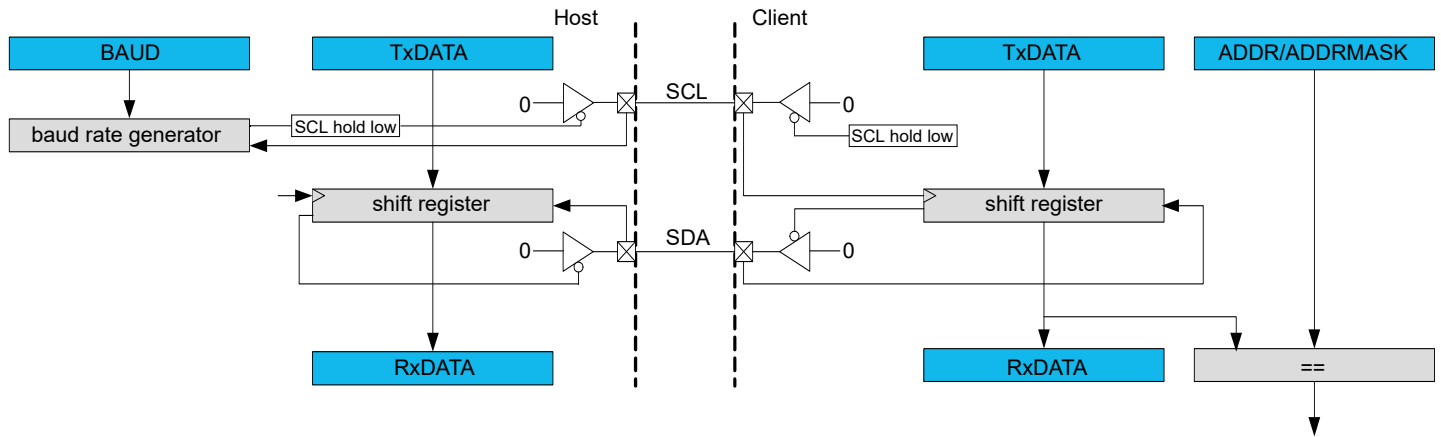 Host Client
BAUD TxDATA TxDATA ADDR/ADDRMASK
0 SCL 0
baud rate generator SCL hold low SCL hold low
shift register shift register
0 SDA 0
RxDATA RxDATA ==